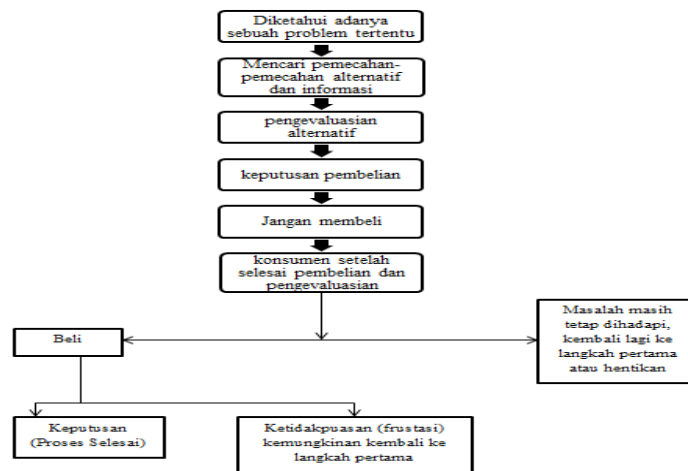 Diketahui adanya
sebuah problem tertentu
Mencari pemecahan-
pemecahan alternatif
dan informasi
pengevaluasian
alternatif
keputusan pembelian
Jangan membeli
konsumen setelah
selesai pembelian dan
pengevaluasian
Beli
Masalah masih
tetap dihadapi,
kembali lagi ke
langkah pertama
atau hentikan
Keputusan
(Proses Selesai)
Ketidakpuasan (frustasi)
kemungkinan kembali ke
langkah pertama